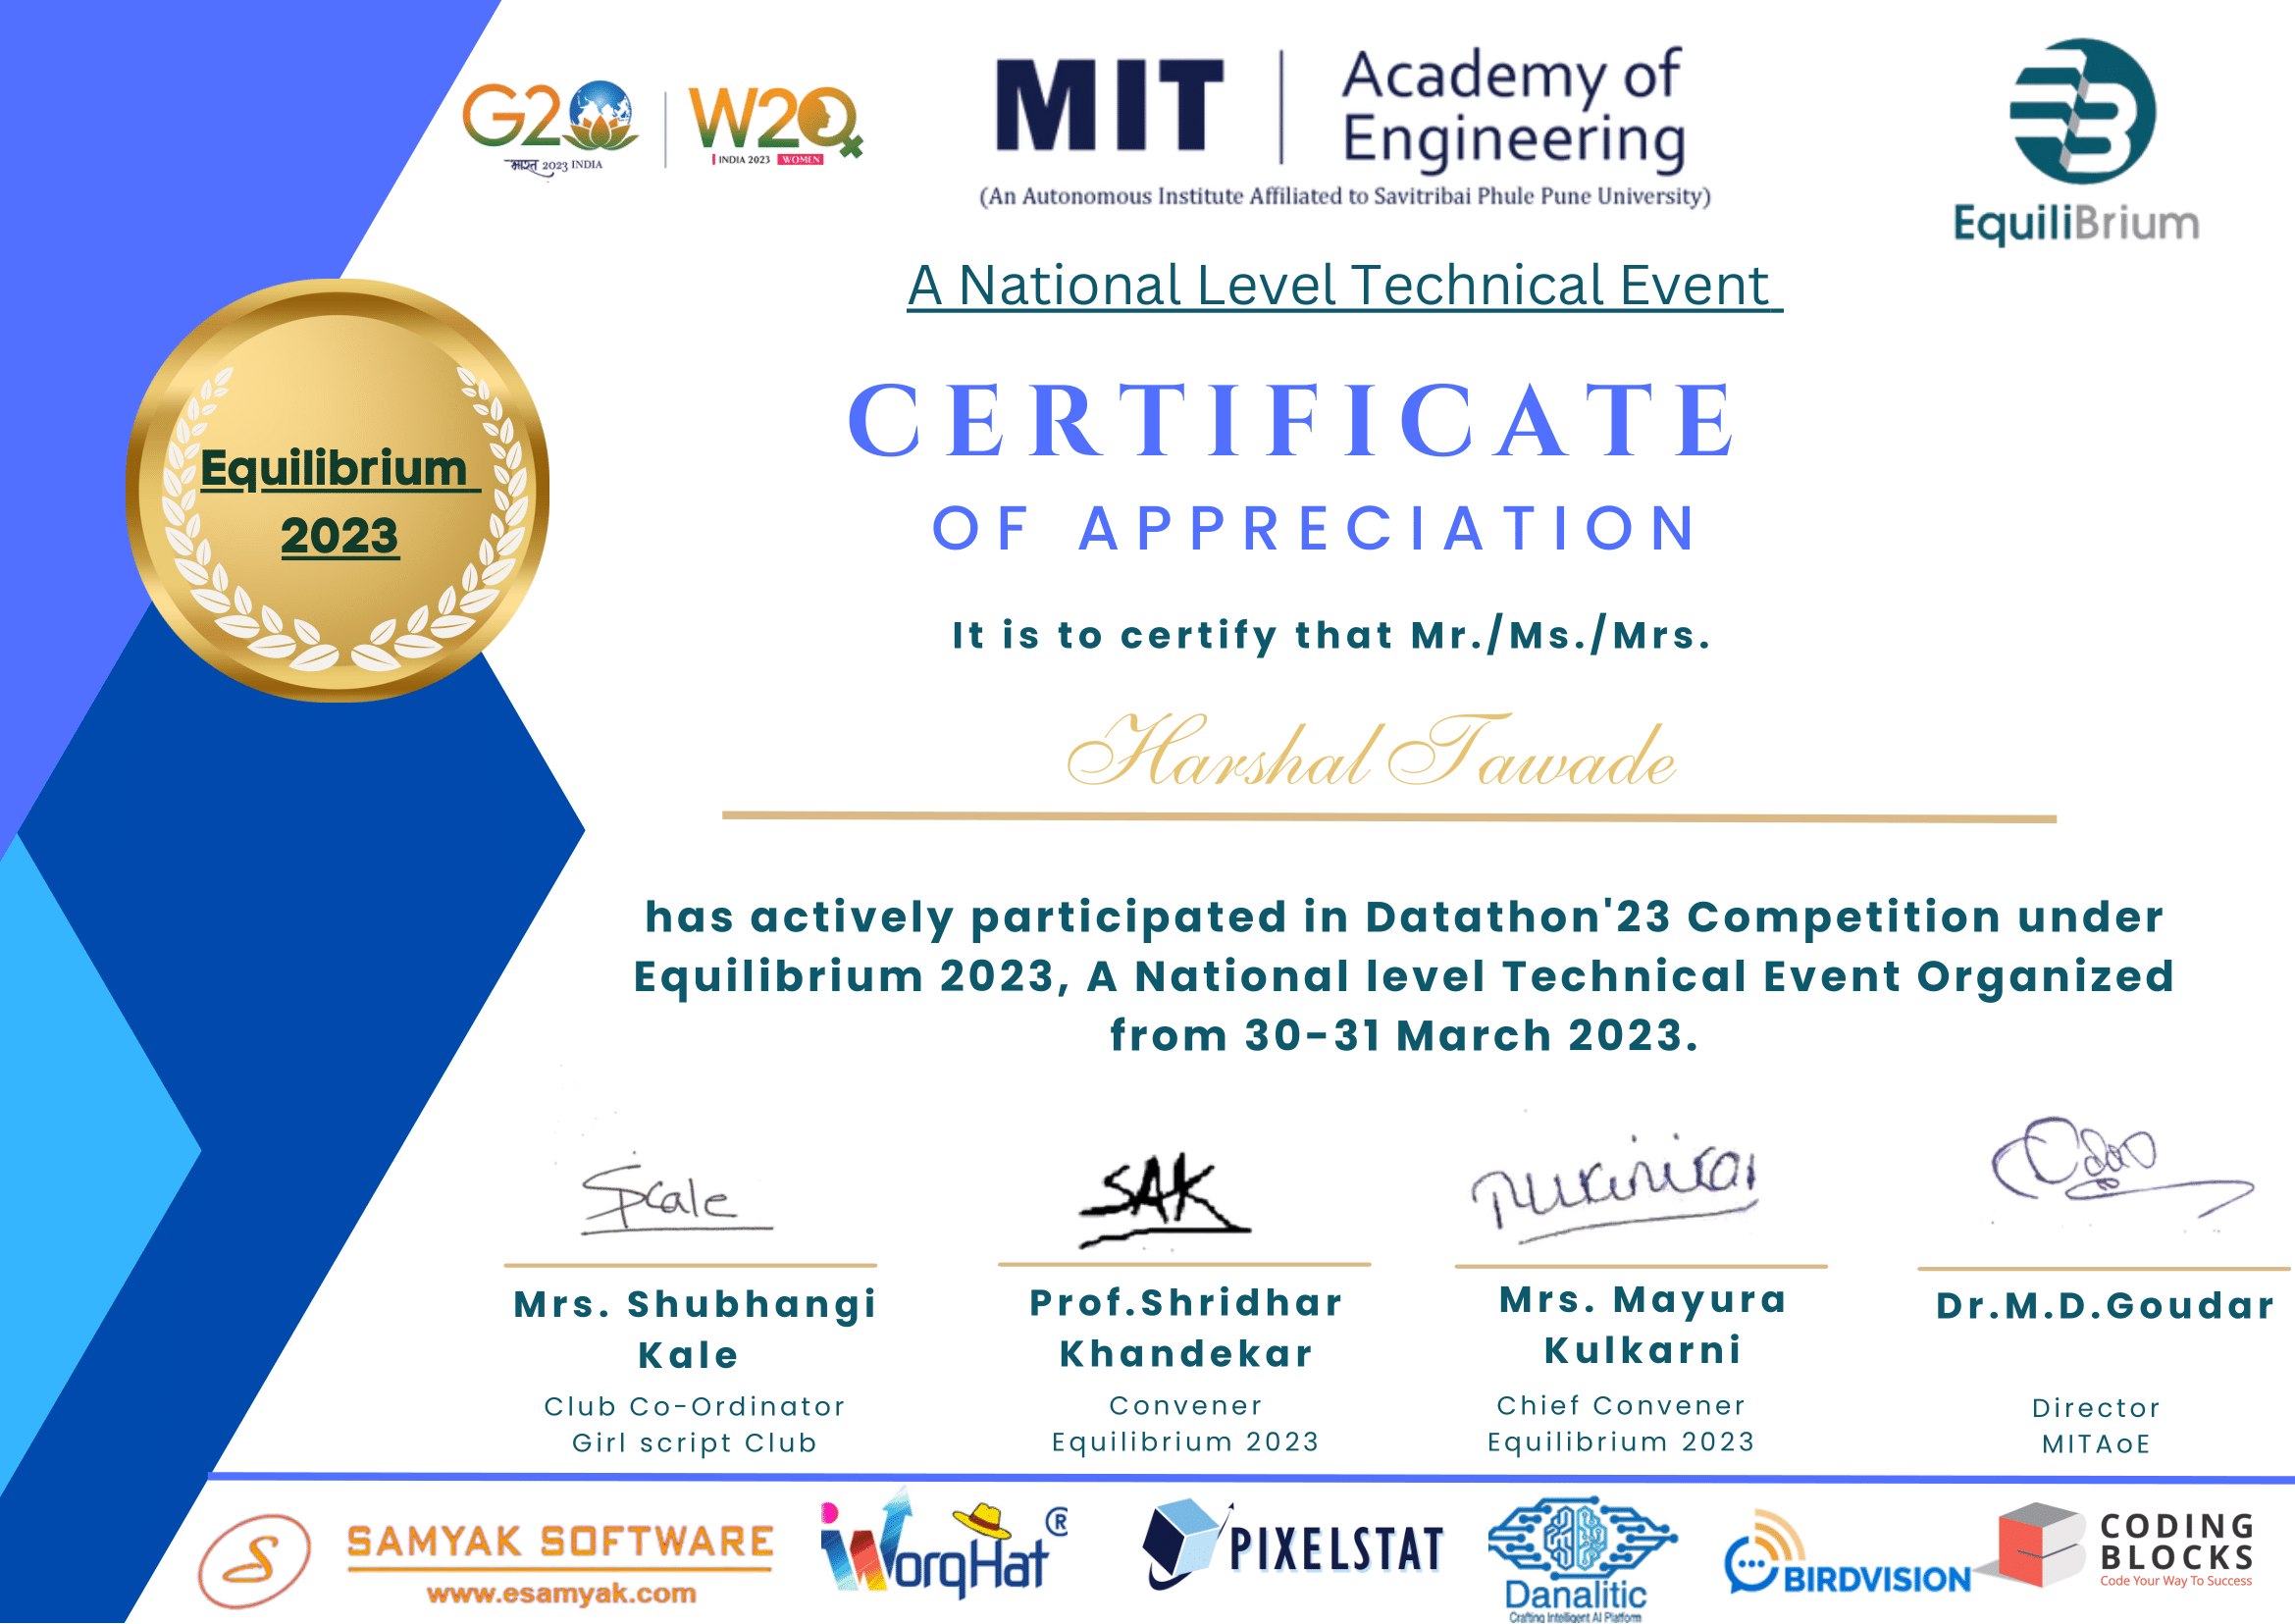 G20
भारत 2023 INDIA
W20
INDIA 2023 WOMEN
MIT
Academy of
Engineering
(An Autonomous Institute Affiliated to Savitribai Phule Pune University)
EquiliBrium
A National Level Technical Event
Equilibrium
2023
CERTIFICATE
OF APPRECIATION
It is to certify that Mr./Ms./Mrs.
Harshal Tawade
has actively participated in Datathon'23 Competition under
Equilibrium 2023, A National level Technical Event Organized
from 30-31 March 2023.
SKale
SAK
Mrs. Shubhangi
Kale
Club Co-Ordinator
Girl script Club
Prof.Shridhar
Khandekar
Convener
Equilibrium 2023
Mrs. Mayura
Kulkarni
Chief Convener
Equilibrium 2023
Dr.M.D.Goudar
Director
MITAoE
S
SAMYAK SOFTWARE
www.esamyak.com
WorqHat ®
PIXELSTAT
Danalitic
Crafting Intelligent AI Platform
BIRDVISION
CODING
BLOCKS
Code Your Way To Success